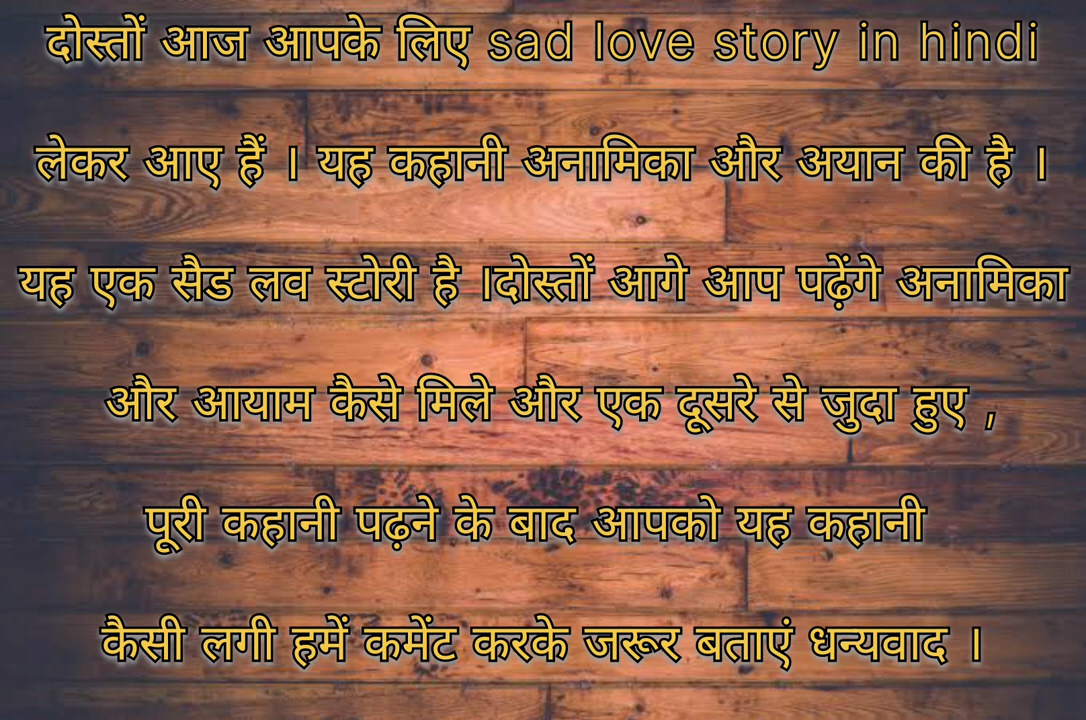 दोस्तों आज आपके लिए sad love story in hindi
लेकर आए हैं । यह कहानी अनामिका और अयान की है ।
यह एक सैड लव स्टोरी है ।दोस्तों आगे आप पढ़ेंगे अनामिका
और आयाम कैसे मिले और एक दूसरे से जुदा हुए ,
पूरी कहानी पढ़ने के बाद आपको यह कहानी
कैसी लगी हमें कमेंट करके जरूर बताएं धन्यवाद ।